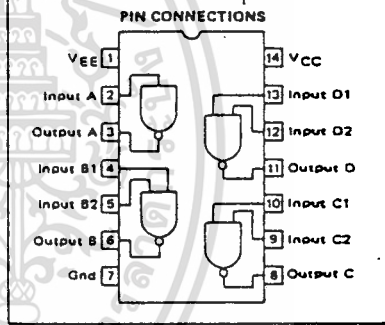 PIN CONNECTIONS
VEE 1
14 VCC
Input A 2
13 Input D1
12 Input D2
Output A 3
11 Output D
Input B1 4
10 Input C1
Input B2 5
9 Input C2
Output B 6
8 Output C
Gnd 7